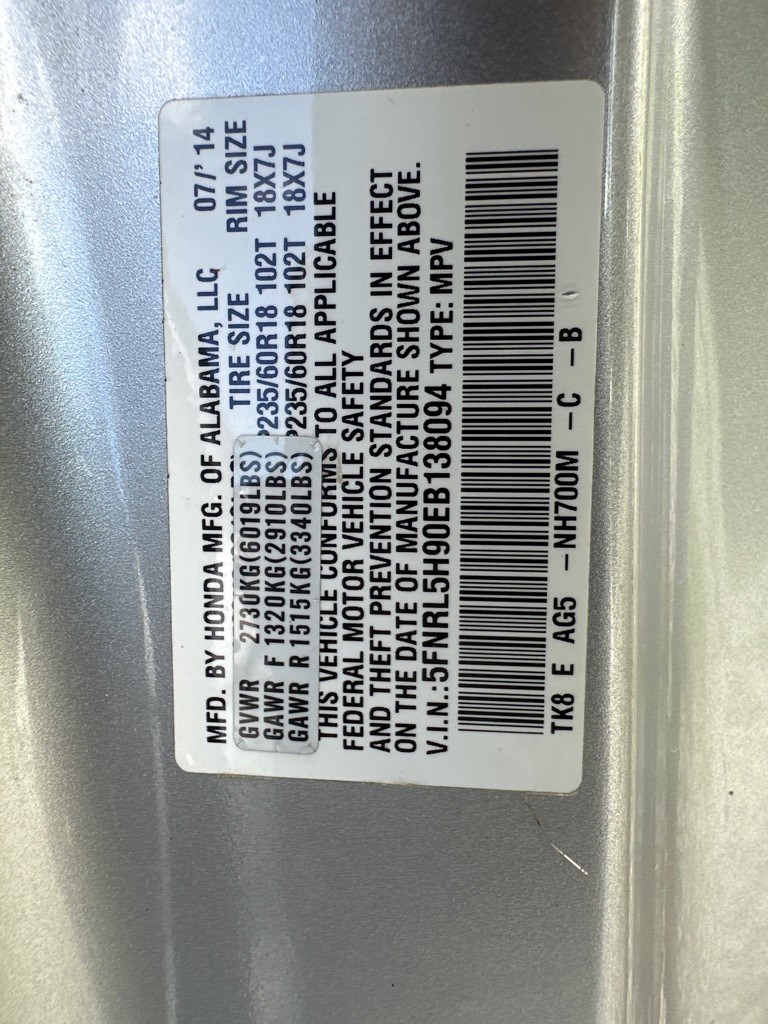 MFD. BY HONDA MFG. OF ALABAMA, LLC 07/'14
TIRE SIZE RIM SIZE
GVWR 2730KG(6019LBS)
GAWR F 1320KG(2910LBS) P235/60R18 102T 18X7J
GAWR R 1515KG(3340LBS) P235/60R18 102T 18X7J
THIS VEHICLE CONFORMS TO ALL APPLICABLE
FEDERAL MOTOR VEHICLE SAFETY
AND THEFT PREVENTION STANDARDS IN EFFECT
ON THE DATE OF MANUFACTURE SHOWN ABOVE.
V.I.N.:5FNRL5H90EB138094 TYPE: MPV
TK8 E AG5 -NH700M -C -B